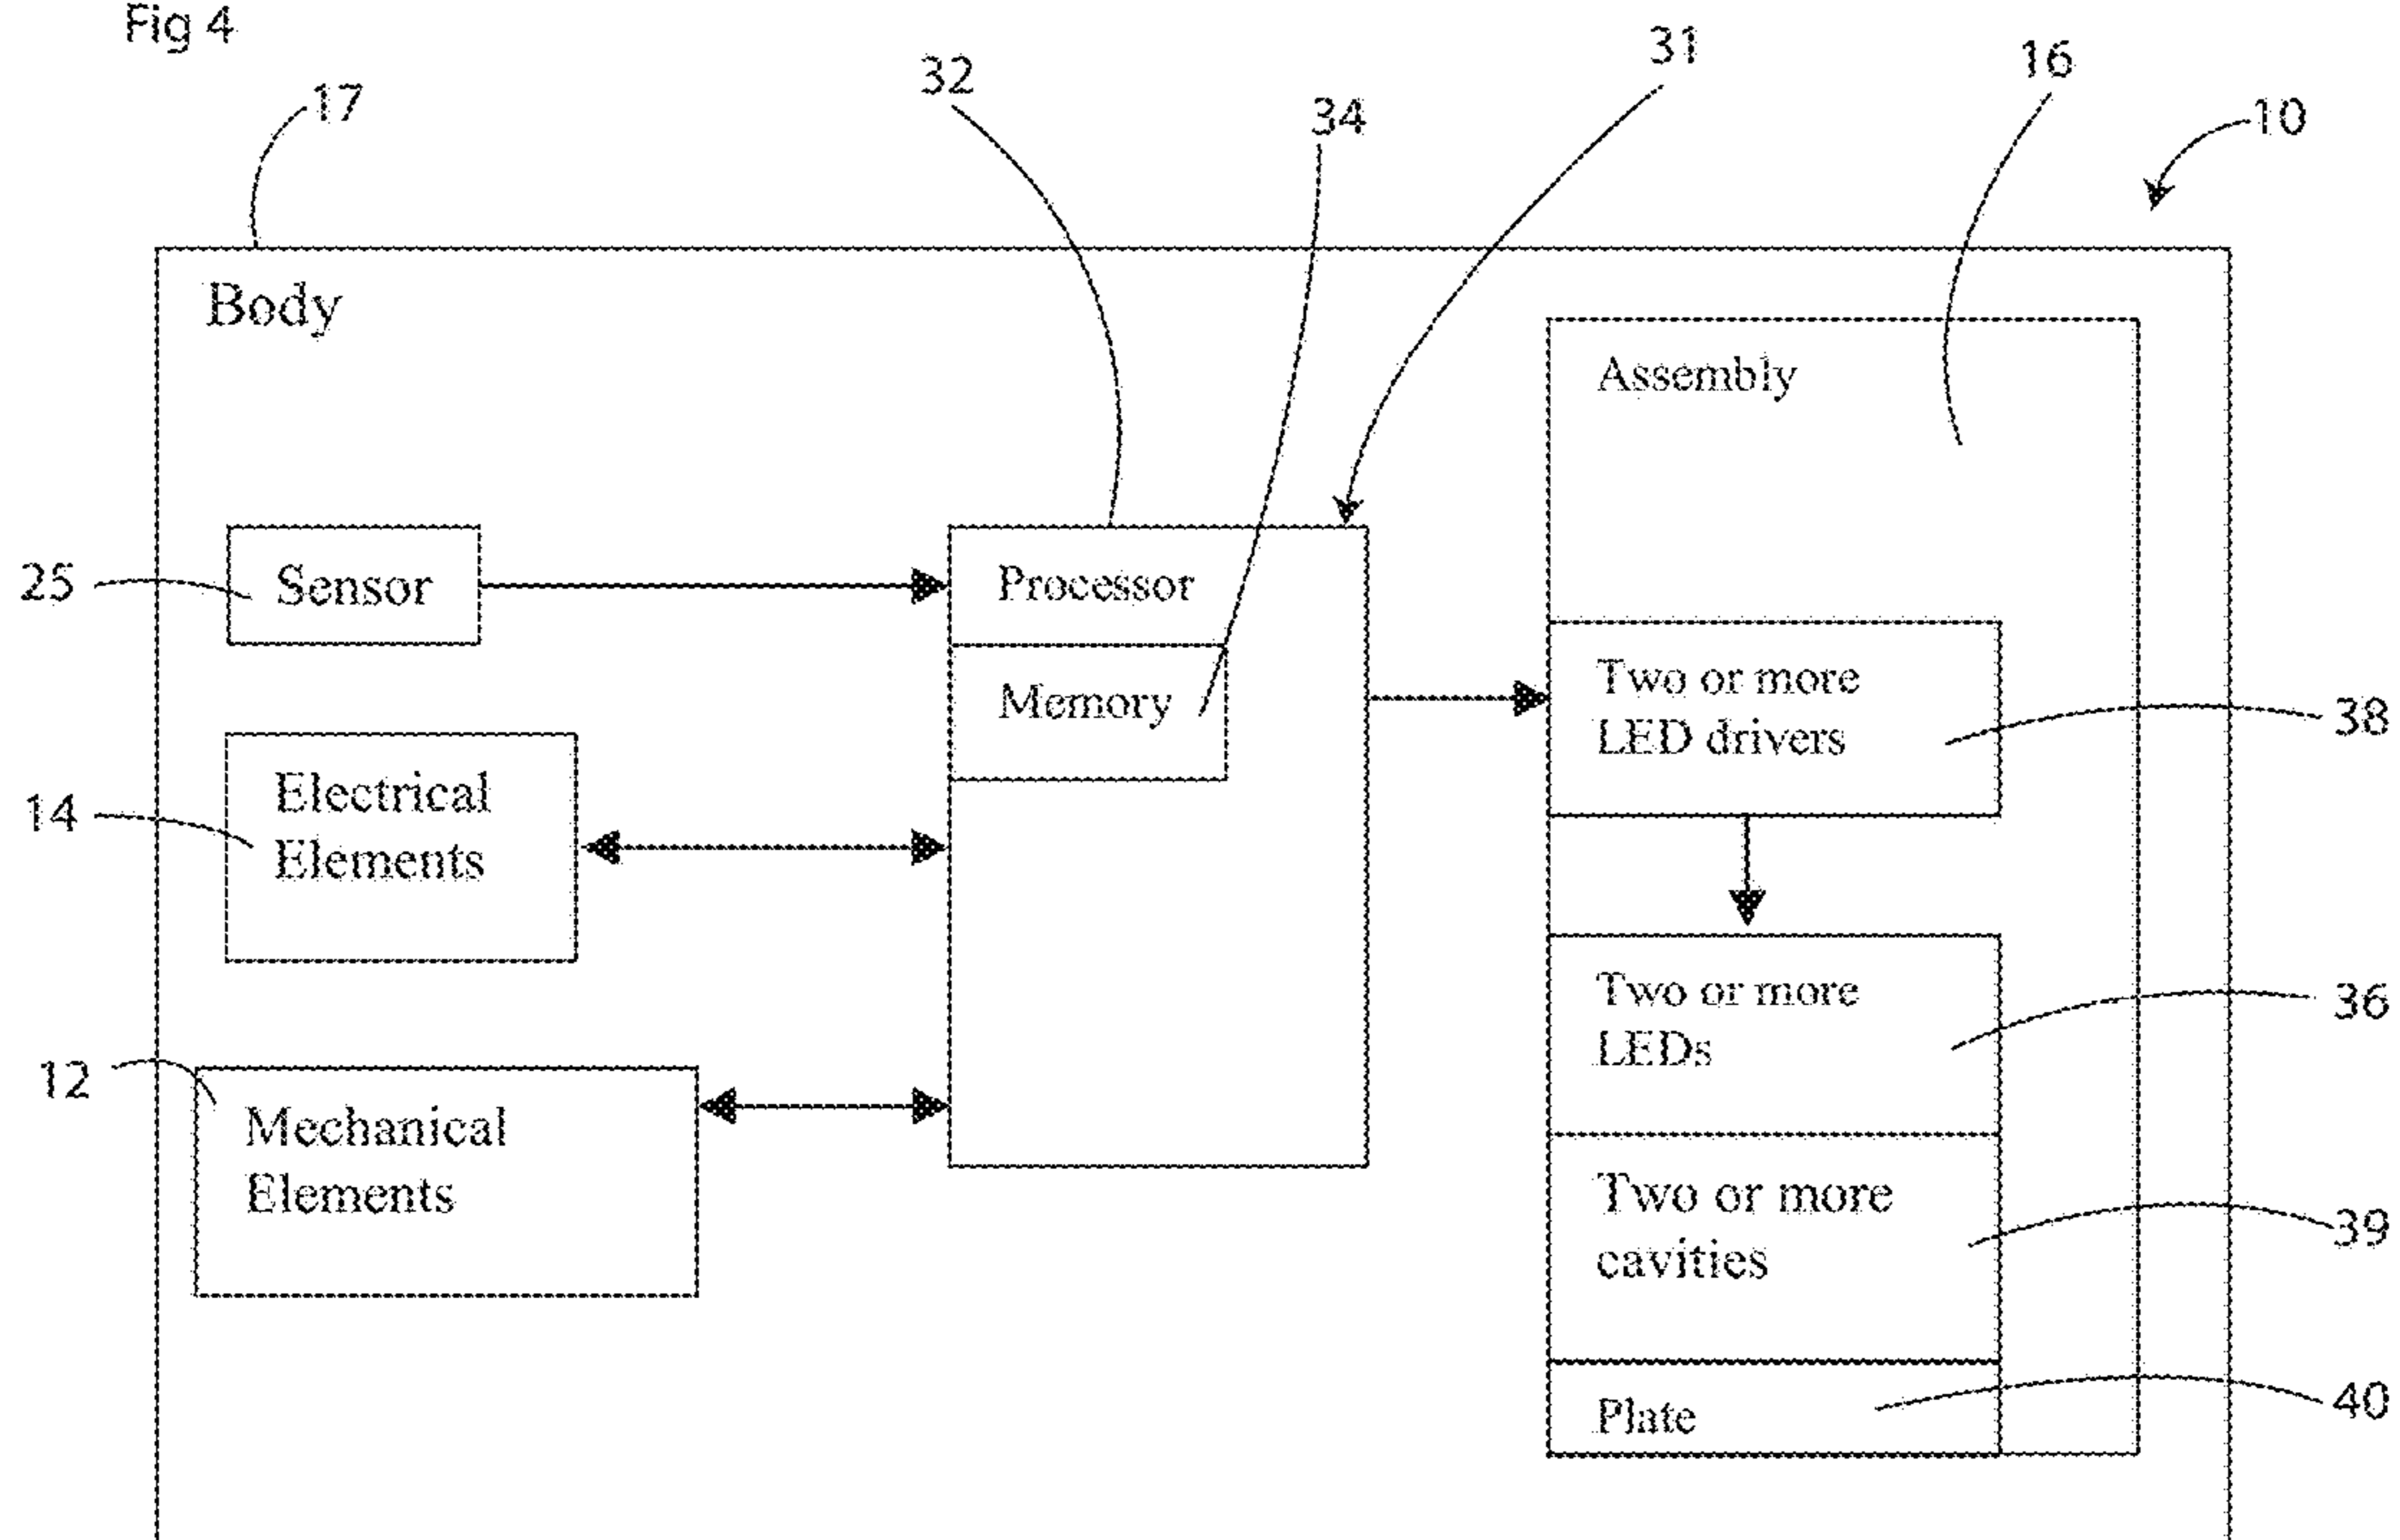 Fig 4
17
32
34
31
16
10
Body
Assembly
25
Sensor
Processor
Memory
Two or more
LED drivers
38
14
Electrical
Elements
Two or more
LEDs
36
12
Mechanical
Elements
Two or more
cavities
39
Plate
40